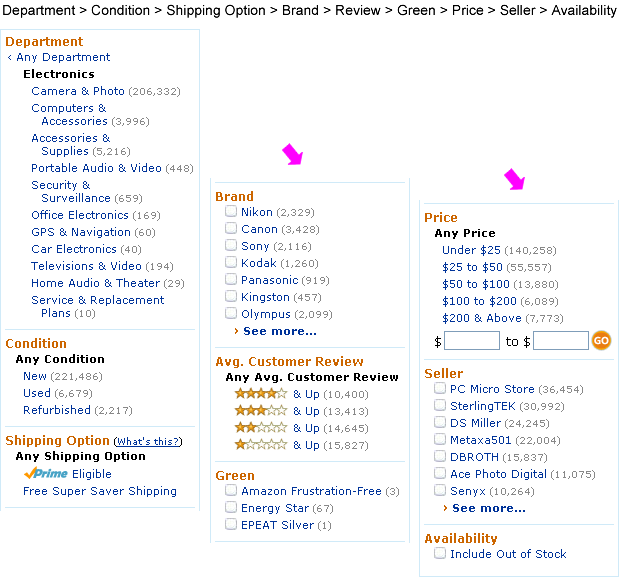 Department > Condition > Shipping Option > Brand > Review > Green > Price > Seller > Availability
Department
‹ Any Department
Electronics
Camera & Photo (206,332)
Computers &
Accessories (3,996)
Accessories &
Supplies (5,216)
Portable Audio & Video (448)
Security &
Surveillance (659)
Office Electronics (169)
GPS & Navigation (60)
Car Electronics (40)
Televisions & Video (194)
Home Audio & Theater (29)
Service & Replacement
Plans (10)
Condition
Any Condition
New (221,486)
Used (6,679)
Refurbished (2,217)
Shipping Option (What's this?)
Any Shipping Option
Prime Eligible
Free Super Saver Shipping
Brand
Nikon (2,329)
Canon (3,428)
Sony (2,116)
Kodak (1,260)
Panasonic (919)
Kingston (457)
Olympus (2,099)
› See more...
Avg. Customer Review
Any Avg. Customer Review
& Up (10,400)
& Up (13,413)
& Up (14,645)
& Up (15,827)
Green
Amazon Frustration-Free (3)
Energy Star (67)
EPEAT Silver (1)
Price
Any Price
Under $25 (140,258)
$25 to $50 (55,557)
$50 to $100 (13,880)
$100 to $200 (6,089)
$200 & Above (7,773)
$ to $ GO
Seller
PC Micro Store (36,454)
SterlingTEK (30,992)
DS Miller (24,245)
Metaxa501 (22,004)
DBROTH (15,837)
Ace Photo Digital (11,075)
Senyx (10,264)
› See more...
Availability
Include Out of Stock